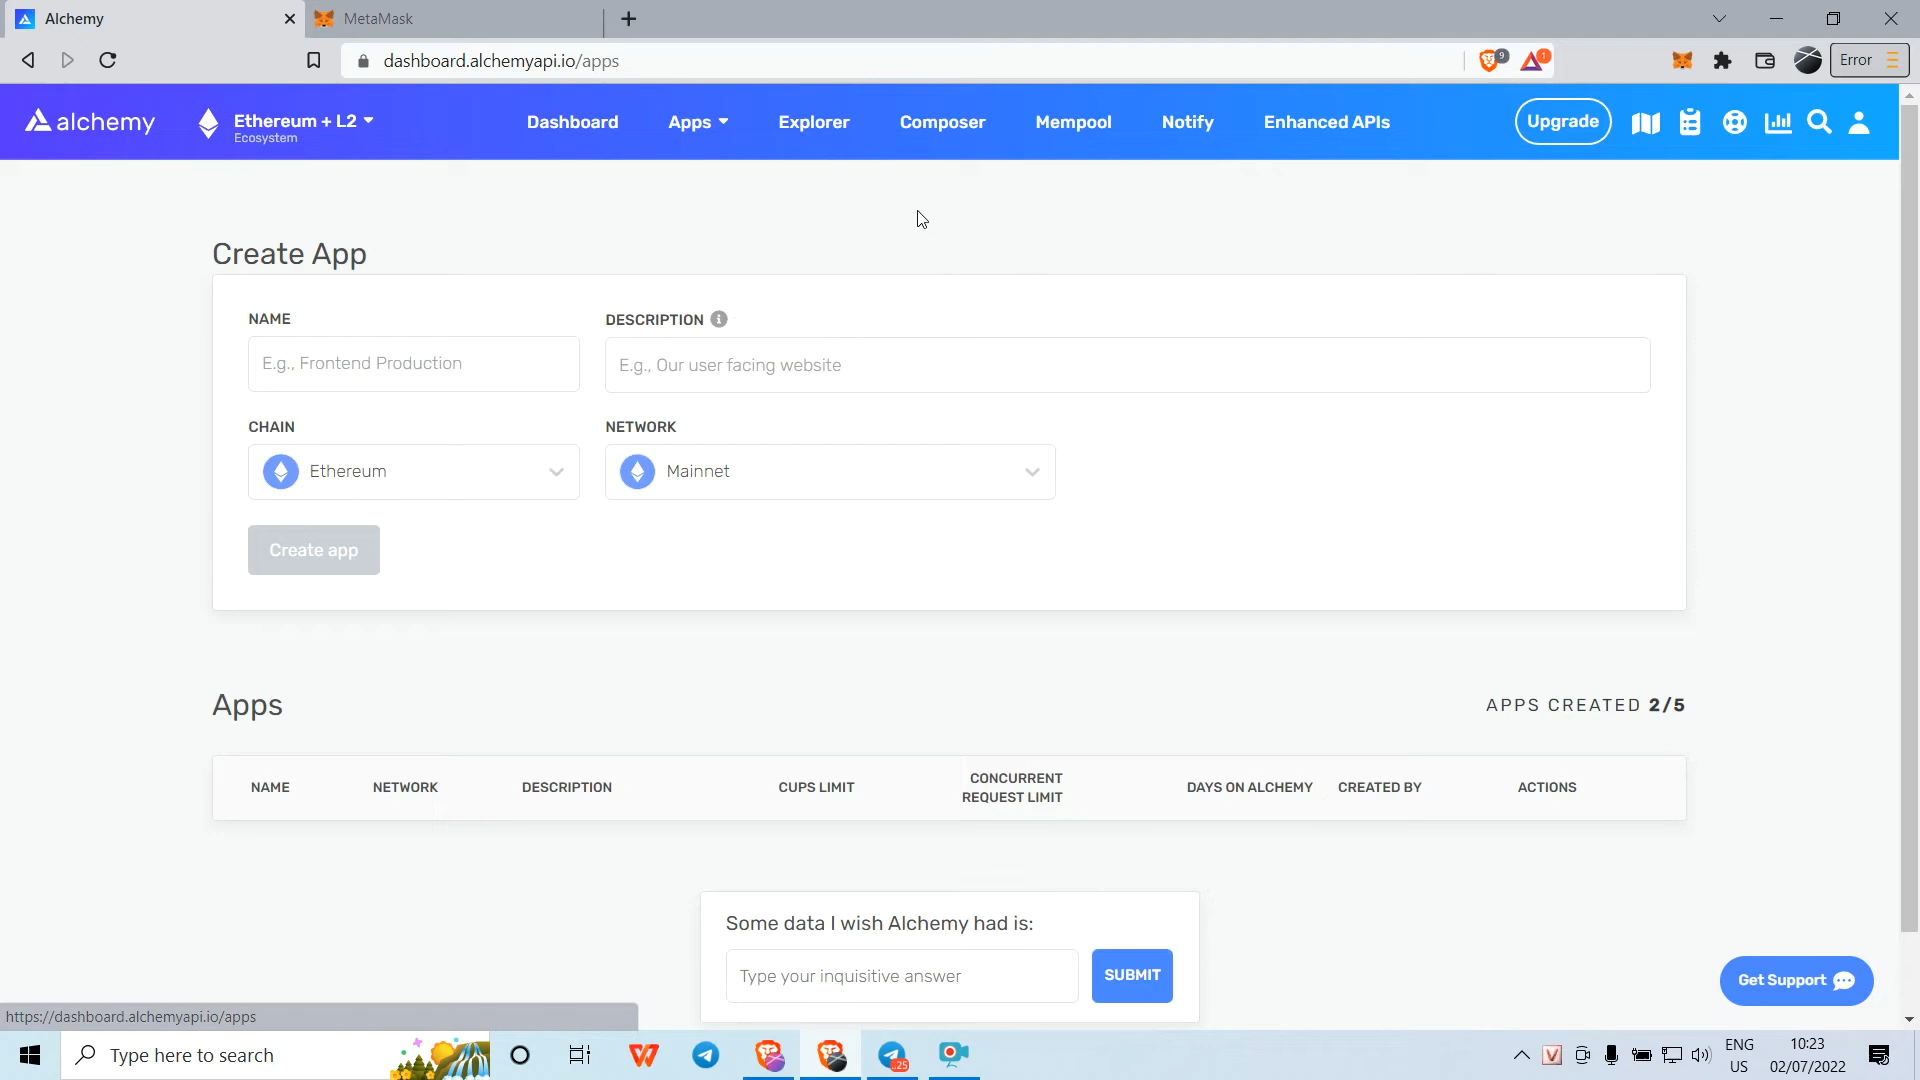 Alchemy
MetaMask
dashboard.alchemyapi.io/apps
9
1
Error
alchemy
Ethereum + L2
Ecosystem
Dashboard
Apps
Explorer
Composer
Mempool
Notify
Enhanced APIs
Upgrade
Create App
NAME
DESCRIPTION
E.g., Frontend Production
E.g., Our user facing website
CHAIN
NETWORK
Ethereum
Mainnet
Create app
Apps
APPS CREATED 2/5
NAME
NETWORK
DESCRIPTION
CUPS LIMIT
CONCURRENT
REQUEST LIMIT
DAYS ON ALCHEMY
CREATED BY
ACTIONS
Some data I wish Alchemy had is:
Type your inquisitive answer
SUBMIT
Get Support
https://dashboard.alchemyapi.io/apps
Type here to search
25
ENG
US
10:23
02/07/2022